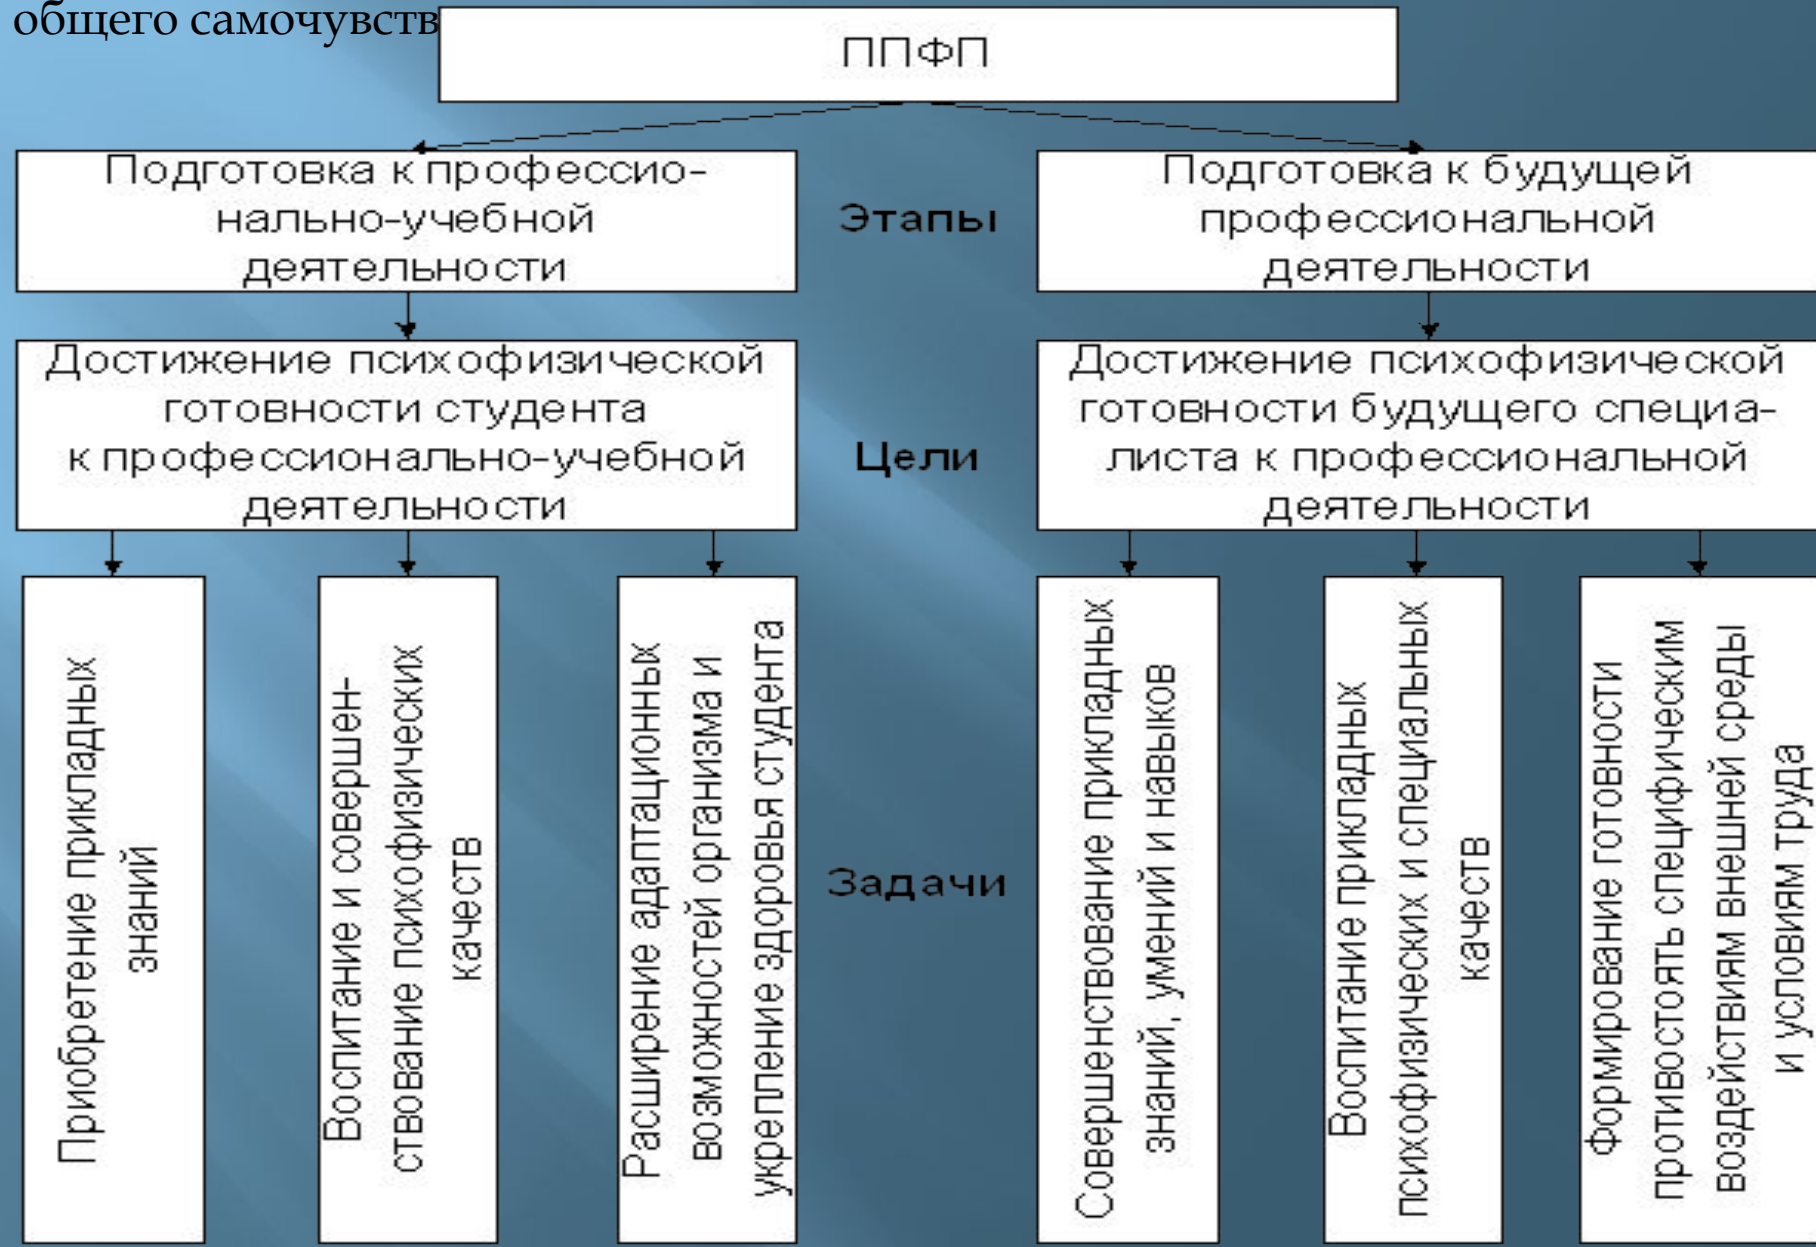 общего самочувств
ППФП
Подготовка к профессио-
нально-учебной
деятельности
Этапы
Подготовка к будущей
профессиональной
деятельности
Достижение психофизической
готовности студента
к профессионально-учебной
деятельности
Цели
Достижение психофизической
готовности будущего специа-
листа к профессиональной
деятельности
Приобретение прикладных
знаний
Воспитание и совершен-
ствование психофизических
качеств
Расширение адаптационных
возможностей организма и
укрепление здоровья студента
Задачи
Совершенствование прикладных
знаний, умений и навыков
Воспитание прикладных
психофизических и специальных
качеств
Формирование готовности
противостоять специфическим
воздействиям внешней среды
и условиям труда